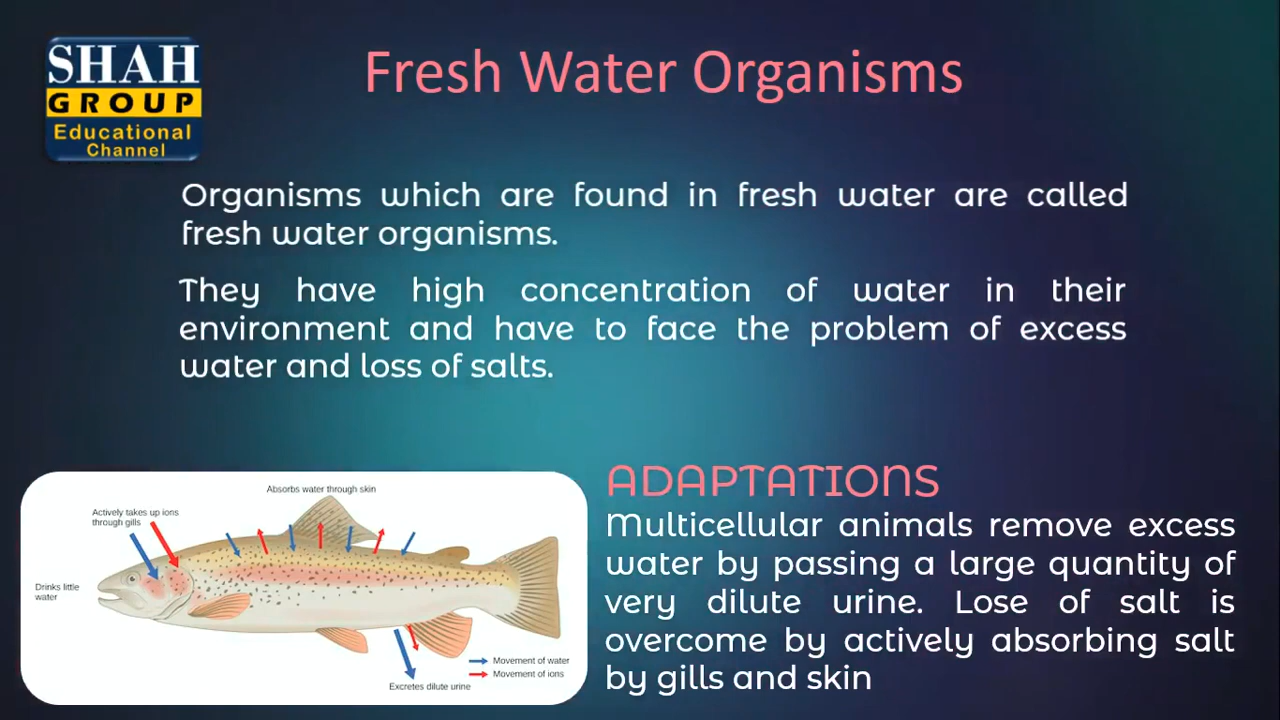 SHAH
GROUP
Educational
Channel
Fresh Water Organisms
Organisms which are found in fresh water are called
fresh water organisms.
They have high concentration of water in their
environment and have to face the problem of excess
water and loss of salts.
Absorbs water through skin
Actively takes up ions
through gills
Drinks little
water
Movement of water
Movement of ions
Excretes dilute urine
ADAPTATIONS
Multicellular animals remove excess
water by passing a large quantity of
very dilute urine. Lose of salt is
overcome by actively absorbing salt
by gills and skin